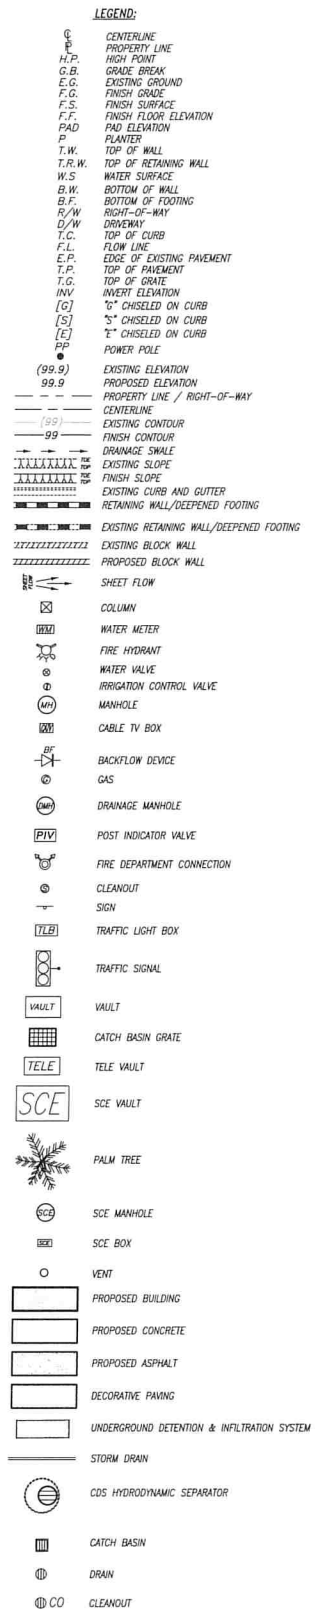 LEGEND:
℄ CENTERLINE
PL PROPERTY LINE
H.P. HIGH POINT
G.B. GRADE BREAK
E.G. EXISTING GROUND
F.G. FINISH GRADE
F.S. FINISH SURFACE
F.F. FINISH FLOOR ELEVATION
PAD PAD ELEVATION
P PLANTER
T.W. TOP OF WALL
T.R.W. TOP OF RETAINING WALL
W.S WATER SURFACE
B.W. BOTTOM OF WALL
B.F. BOTTOM OF FOOTING
R/W RIGHT-OF-WAY
D/W DRIVEWAY
T.C. TOP OF CURB
F.L. FLOW LINE
E.P. EDGE OF EXISTING PAVEMENT
T.P. TOP OF PAVEMENT
T.G. TOP OF GRATE
INV INVERT ELEVATION
[G] "G" CHISELED ON CURB
[S] "S" CHISELED ON CURB
[E] "E" CHISELED ON CURB
PP POWER POLE
(99.9) EXISTING ELEVATION
99.9 PROPOSED ELEVATION
PROPERTY LINE / RIGHT-OF-WAY
CENTERLINE
(99) EXISTING CONTOUR
99 FINISH CONTOUR
DRAINAGE SWALE
TOE
TOP EXISTING SLOPE
TOE
TOP FINISH SLOPE
EXISTING CURB AND GUTTER
RETAINING WALL/DEEPENED FOOTING
EXISTING RETAINING WALL/DEEPENED FOOTING
EXISTING BLOCK WALL
PROPOSED BLOCK WALL
SHEET FLOW SHEET FLOW
COLUMN
WM WATER METER
FIRE HYDRANT
WATER VALVE
IRRIGATION CONTROL VALVE
MH MANHOLE
CABLE TV BOX
BF BACKFLOW DEVICE
G GAS
DMH DRAINAGE MANHOLE
PIV POST INDICATOR VALVE
FIRE DEPARTMENT CONNECTION
S CLEANOUT
SIGN
TLB TRAFFIC LIGHT BOX
TRAFFIC SIGNAL
VAULT VAULT
CATCH BASIN GRATE
TELE TELE VAULT
SCE SCE VAULT
PALM TREE
SCE SCE MANHOLE
SCE SCE BOX
VENT
PROPOSED BUILDING
PROPOSED CONCRETE
PROPOSED ASPHALT
DECORATIVE PAVING
UNDERGROUND DETENTION & INFILTRATION SYSTEM
STORM DRAIN
CDS HYDRODYNAMIC SEPARATOR
CATCH BASIN
DRAIN
CO CLEANOUT